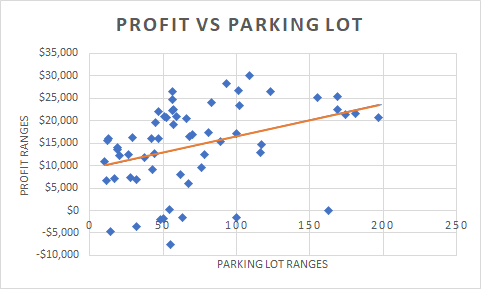 PROFIT VS PARKING LOT
$35,000
$30,000
$25,000
$20,000
$15,000
$10,000
$5,000
$0
-$5,000
-$10,000
0 50 100 150 200 250
PROFIT RANGES
PARKING LOT RANGES